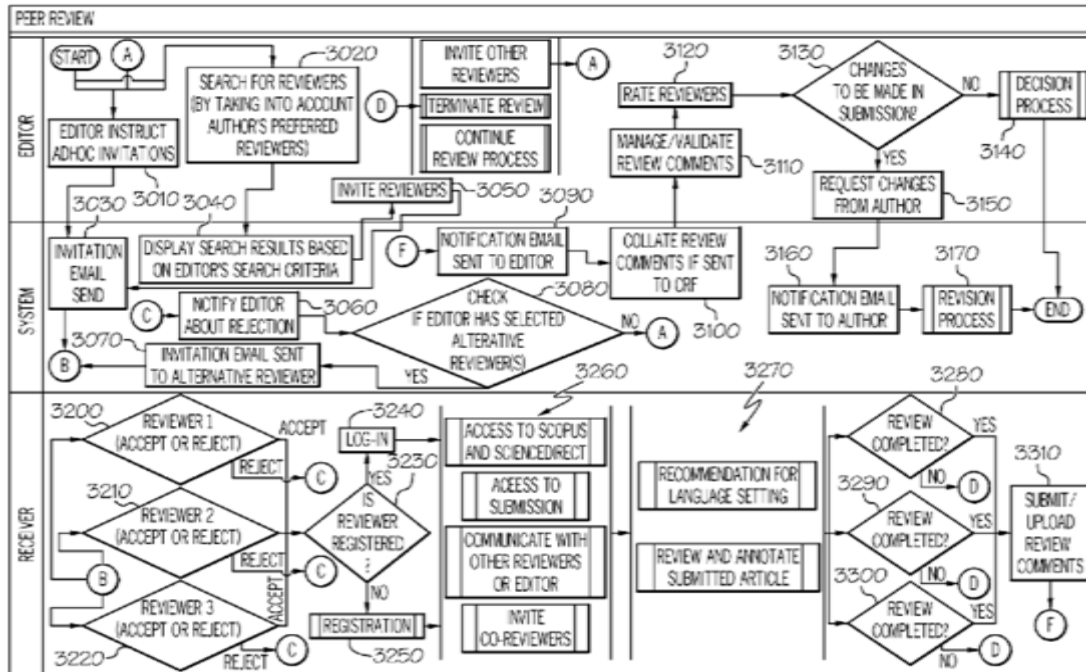 PEER REVIEW
EDITOR
START
A
3020
SEARCH FOR REVIEWERS
(BY TAKING INTO ACCOUNT
AUTHOR'S PREFERRED
REVIEWERS)
EDITOR INSTRUCT
ADHOC INVITATIONS
3010
INVITE OTHER
REVIEWERS
A
D
TERMINATE REVIEW
CONTINUE
REVIEW PROCESS
3120
RATE REVIEWERS
MANAGE/VALIDATE
REVIEW COMMENTS
3110
3130
CHANGES
TO BE MADE IN
SUBMISSION?
NO
DECISION
PROCESS
3140
YES
REQUEST CHANGES
FROM AUTHOR
3150
INVITE REVIEWERS
3050
SYSTEM
3030
INVITATION
EMAIL
SEND
3040
DISPLAY SEARCH RESULTS BASED
ON EDITOR'S SEARCH CRITERIA
3090
F
NOTIFICATION EMAIL
SENT TO EDITOR
COLLATE REVIEW
COMMENTS IF SENT
TO CRF
3100
3160
NOTIFICATION EMAIL
SENT TO AUTHOR
3170
REVISION
PROCESS
END
C
NOTIFY EDITOR
ABOUT REJECTION
3060
3080
CHECK
IF EDITOR HAS SELECTED
ALTERATIVE
REVIEWER(S)
NO
A
YES
3070
B
INVITATION EMAIL SENT
TO ALTERNATIVE REVIEWER
RECEIVER
3200
REVIEWER 1
(ACCEPT OR REJECT)
ACCEPT
REJECT
C
3210
REVIEWER 2
(ACCEPT OR REJECT)
REJECT
C
B
3220
REVIEWER 3
(ACCEPT OR REJECT)
ACCEPT
REJECT
C
3240
LOG-IN
YES
3230
IS
REVIEWER
REGISTERED
?
NO
REGISTRATION
3250
3260
ACCESS TO SCOPUS
AND SCIENCEDIRECT
ACEESS TO
SUBMISSION
COMMUNICATE WITH
OTHER REVIEWERS
OR EDITOR
INVITE
CO-REVIEWERS
3270
RECOMMENDATION FOR
LANGUAGE SETTING
REVIEW AND ANNOTATE
SUBMITTED ARTICLE
3280
REVIEW
COMPLETED?
YES
NO
D
3290
REVIEW
COMPLETED?
YES
NO
D
3300
REVIEW
COMPLETED?
YES
NO
D
3310
SUBMIT/
UPLOAD
REVIEW
COMMENTS
F